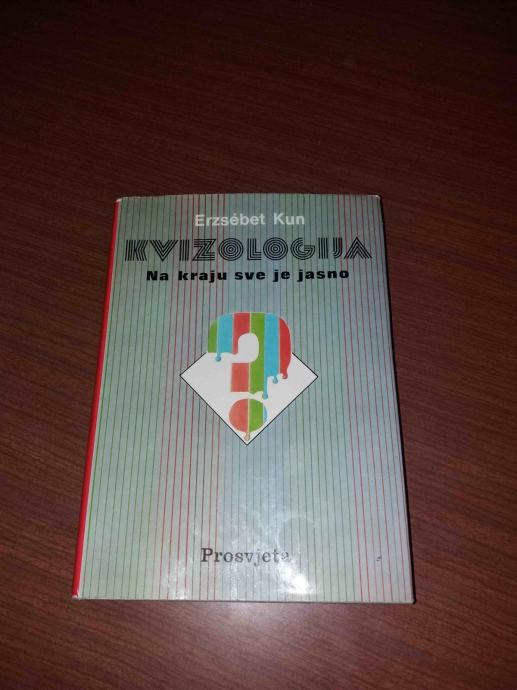 Erzsébet Kun
KVIZOLOGIJA
Na kraju sve je jasno
Prosvjeta